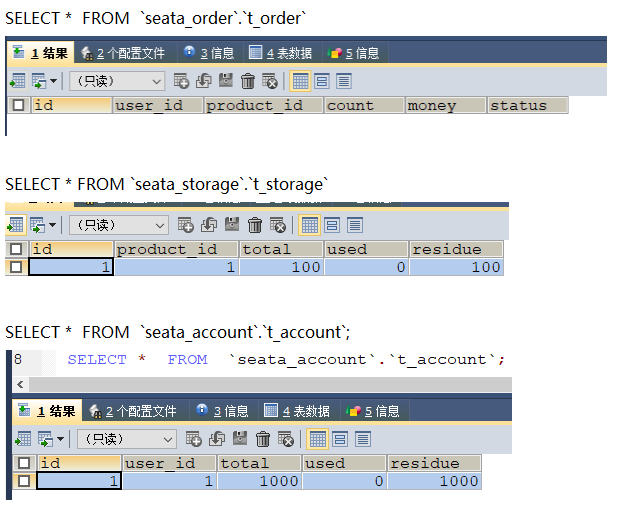 SELECT * FROM `seata_order`.`t_order`
1 结果 2 个配置文件 3 信息 4 表数据 5 信息
（只读）
id user_id product_id count money status
SELECT * FROM `seata_storage`.`t_storage`
（只读）
id product_id total used residue
1 1 100 0 100
SELECT * FROM `seata_account`.`t_account`;
8 SELECT * FROM `seata_account`.`t_account`;
1 结果 2 个配置文件 3 信息 4 表数据 5 信息
（只读）
id user_id total used residue
1 1 1000 0 1000